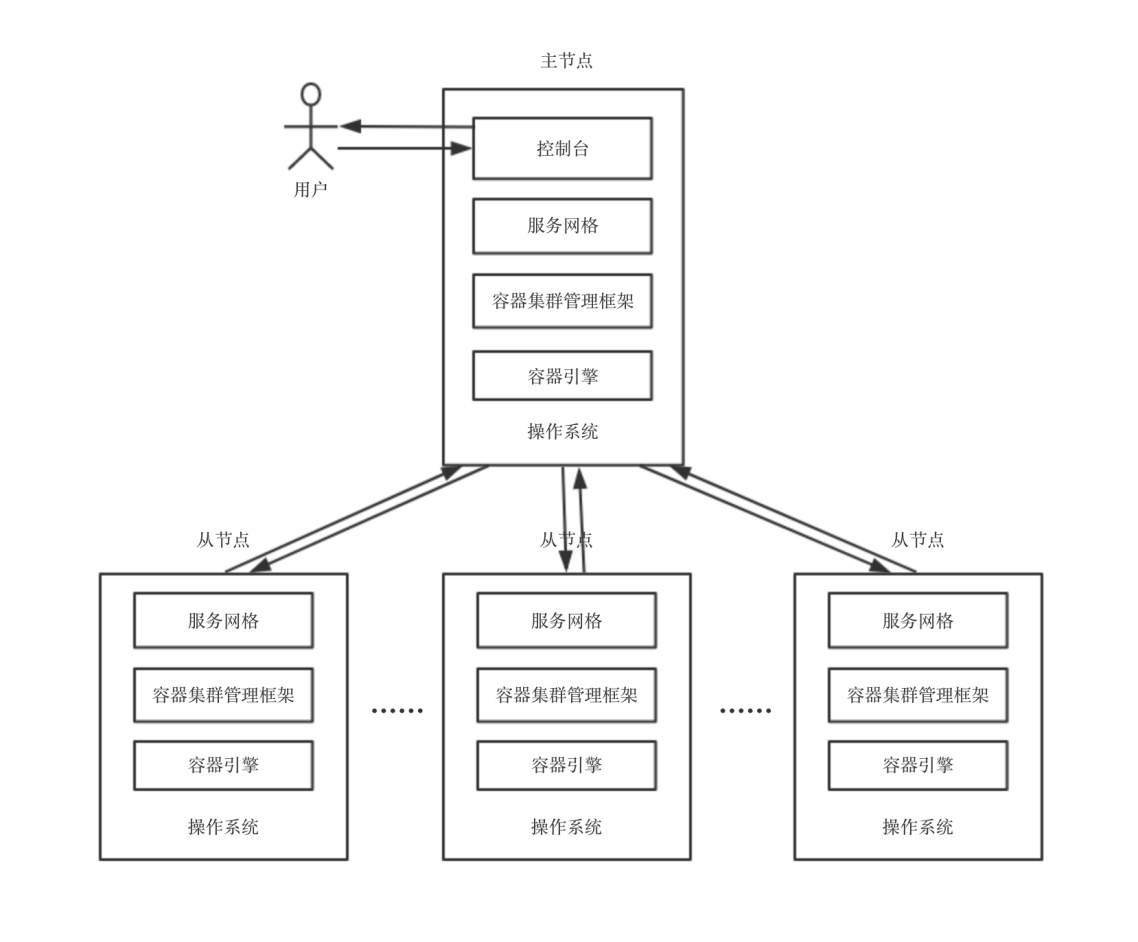 主节点
用户
控制台
服务网格
容器集群管理框架
容器引擎
操作系统
从节点
从节点
从节点
服务网格
容器集群管理框架
容器引擎
操作系统
......
服务网格
容器集群管理框架
容器引擎
操作系统
......
服务网格
容器集群管理框架
容器引擎
操作系统